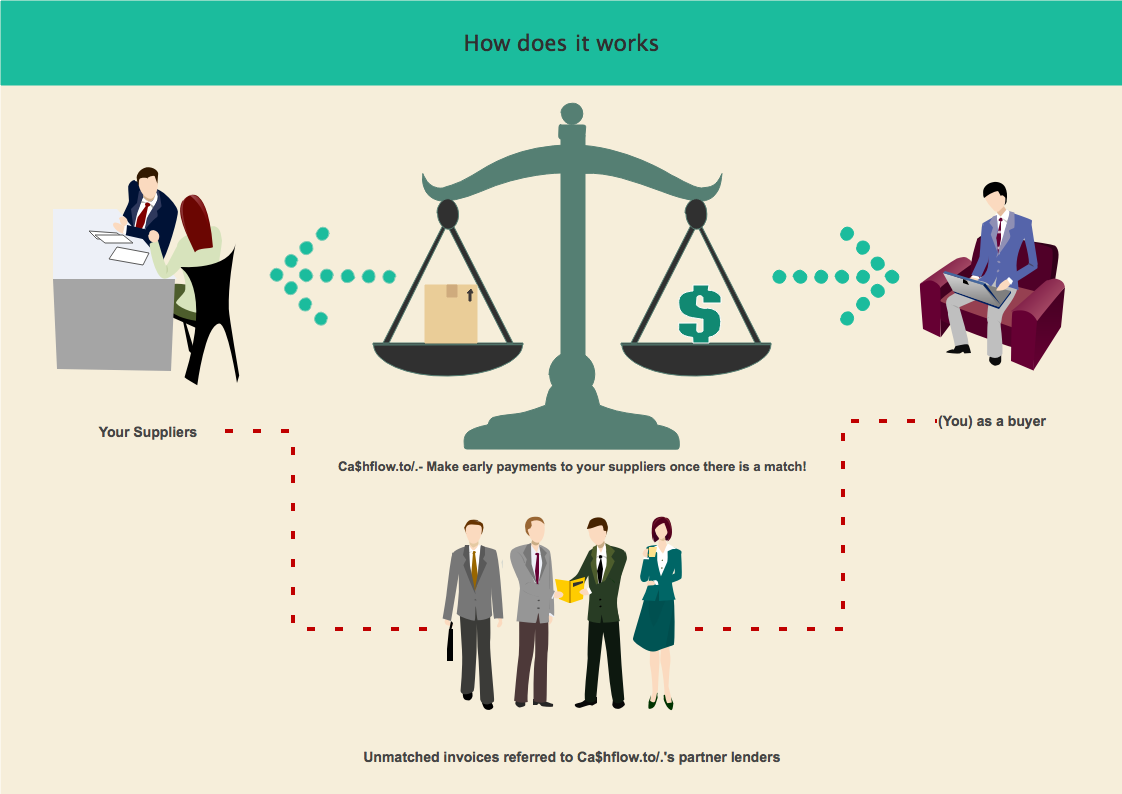 How does it works
Your Suppliers
(You) as a buyer
Ca$hflow.to/.- Make early payments to your suppliers once there is a match!
Unmatched invoices referred to Ca$hflow.to/.'s partner lenders